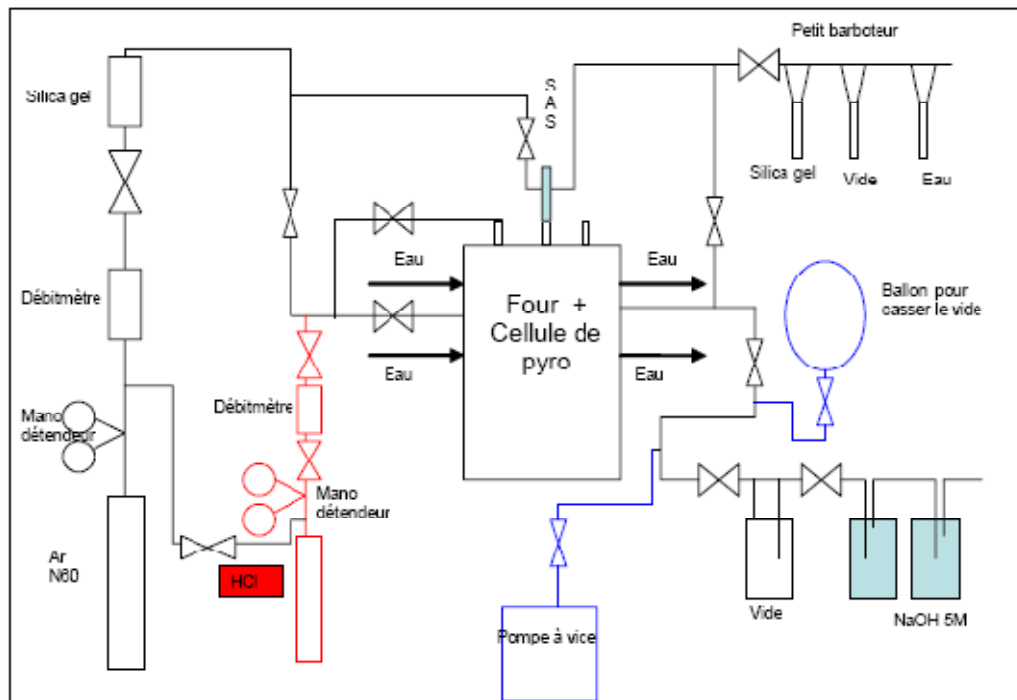 Petit barboteur
Silica gel
S
A
S
Silica gel
Vide
Eau
Eau
Eau
Débitmètre
Four +
Cellule de
pyro
Ballon pour
casser le vide
Eau
Eau
Débitmètre
Mano
détendeur
Mano
détendeur
Ar
N60
HCl
Vide
NaOH 5M
Pompe à vice